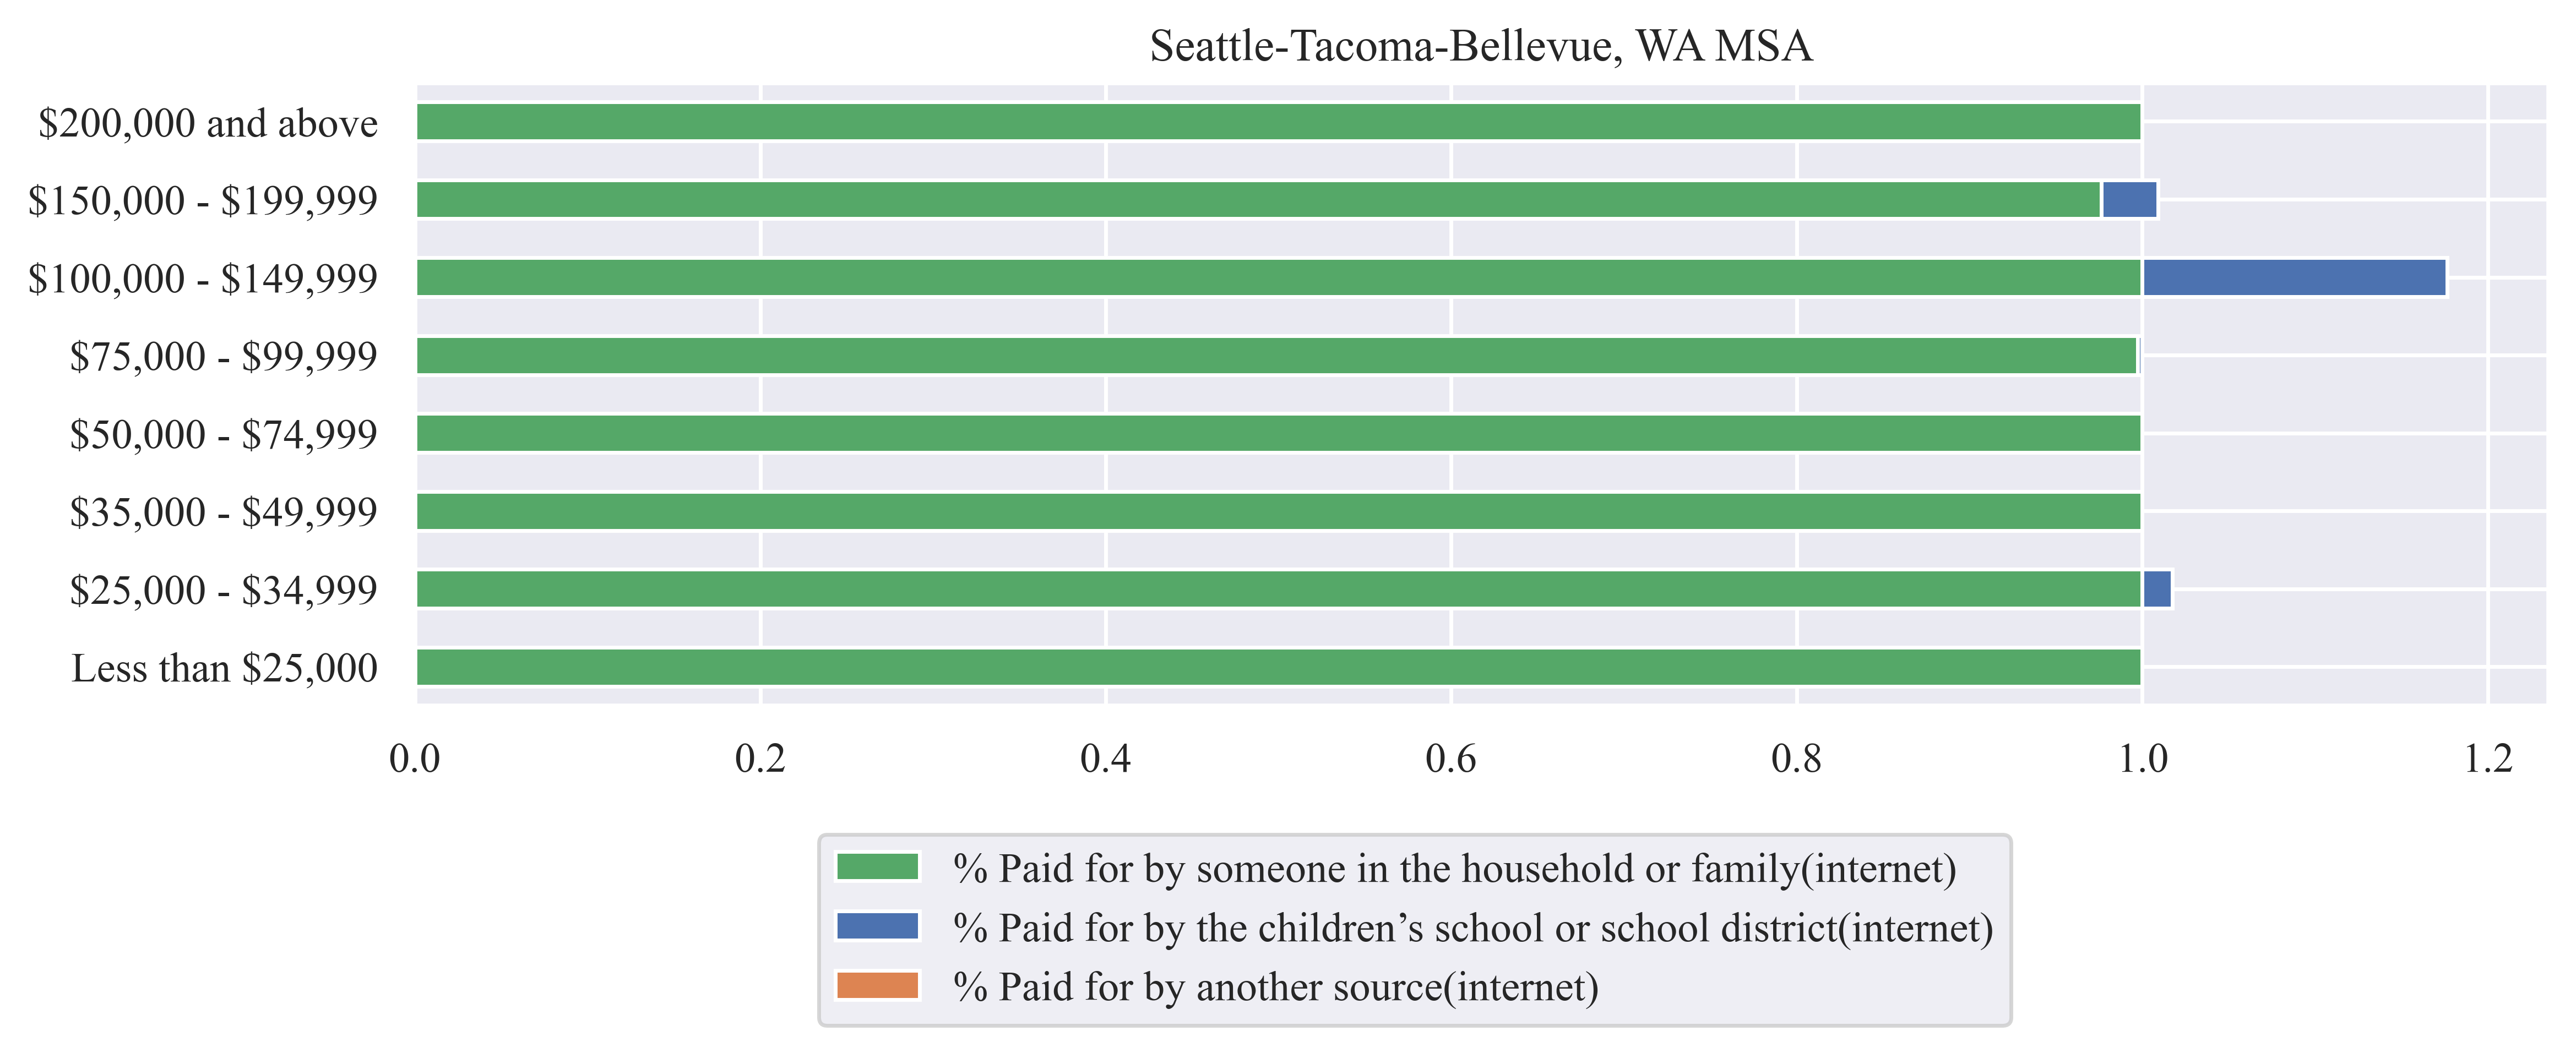 Seattle-Tacoma-Bellevue, WA MSA
$200,000 and above
$150,000 - $199,999
$100,000 - $149,999
$75,000 - $99,999
$50,000 - $74,999
$35,000 - $49,999
$25,000 - $34,999
Less than $25,000
0.0 0.2 0.4 0.6 0.8 1.0 1.2
% Paid for by someone in the household or family(internet)
% Paid for by the children’s school or school district(internet)
% Paid for by another source(internet)